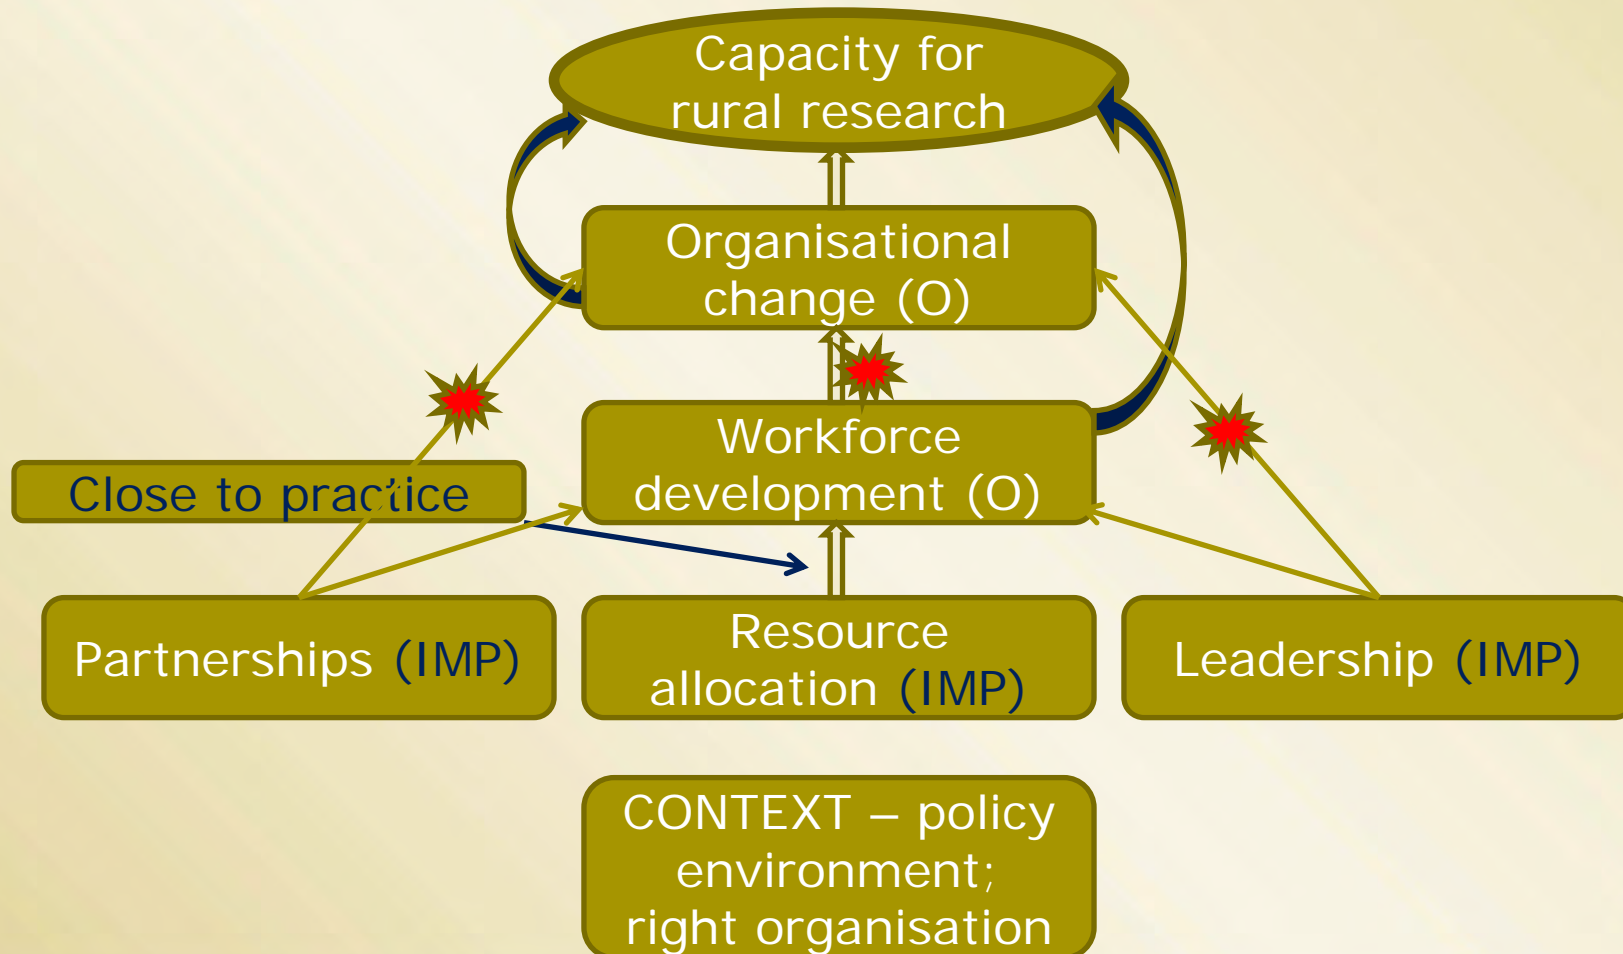 Capacity for
rural research
Organisational
change (O)
Workforce
development (O)
Close to practice
Partnerships (IMP)
Resource
allocation (IMP)
Leadership (IMP)
CONTEXT – policy
environment;
right organisation